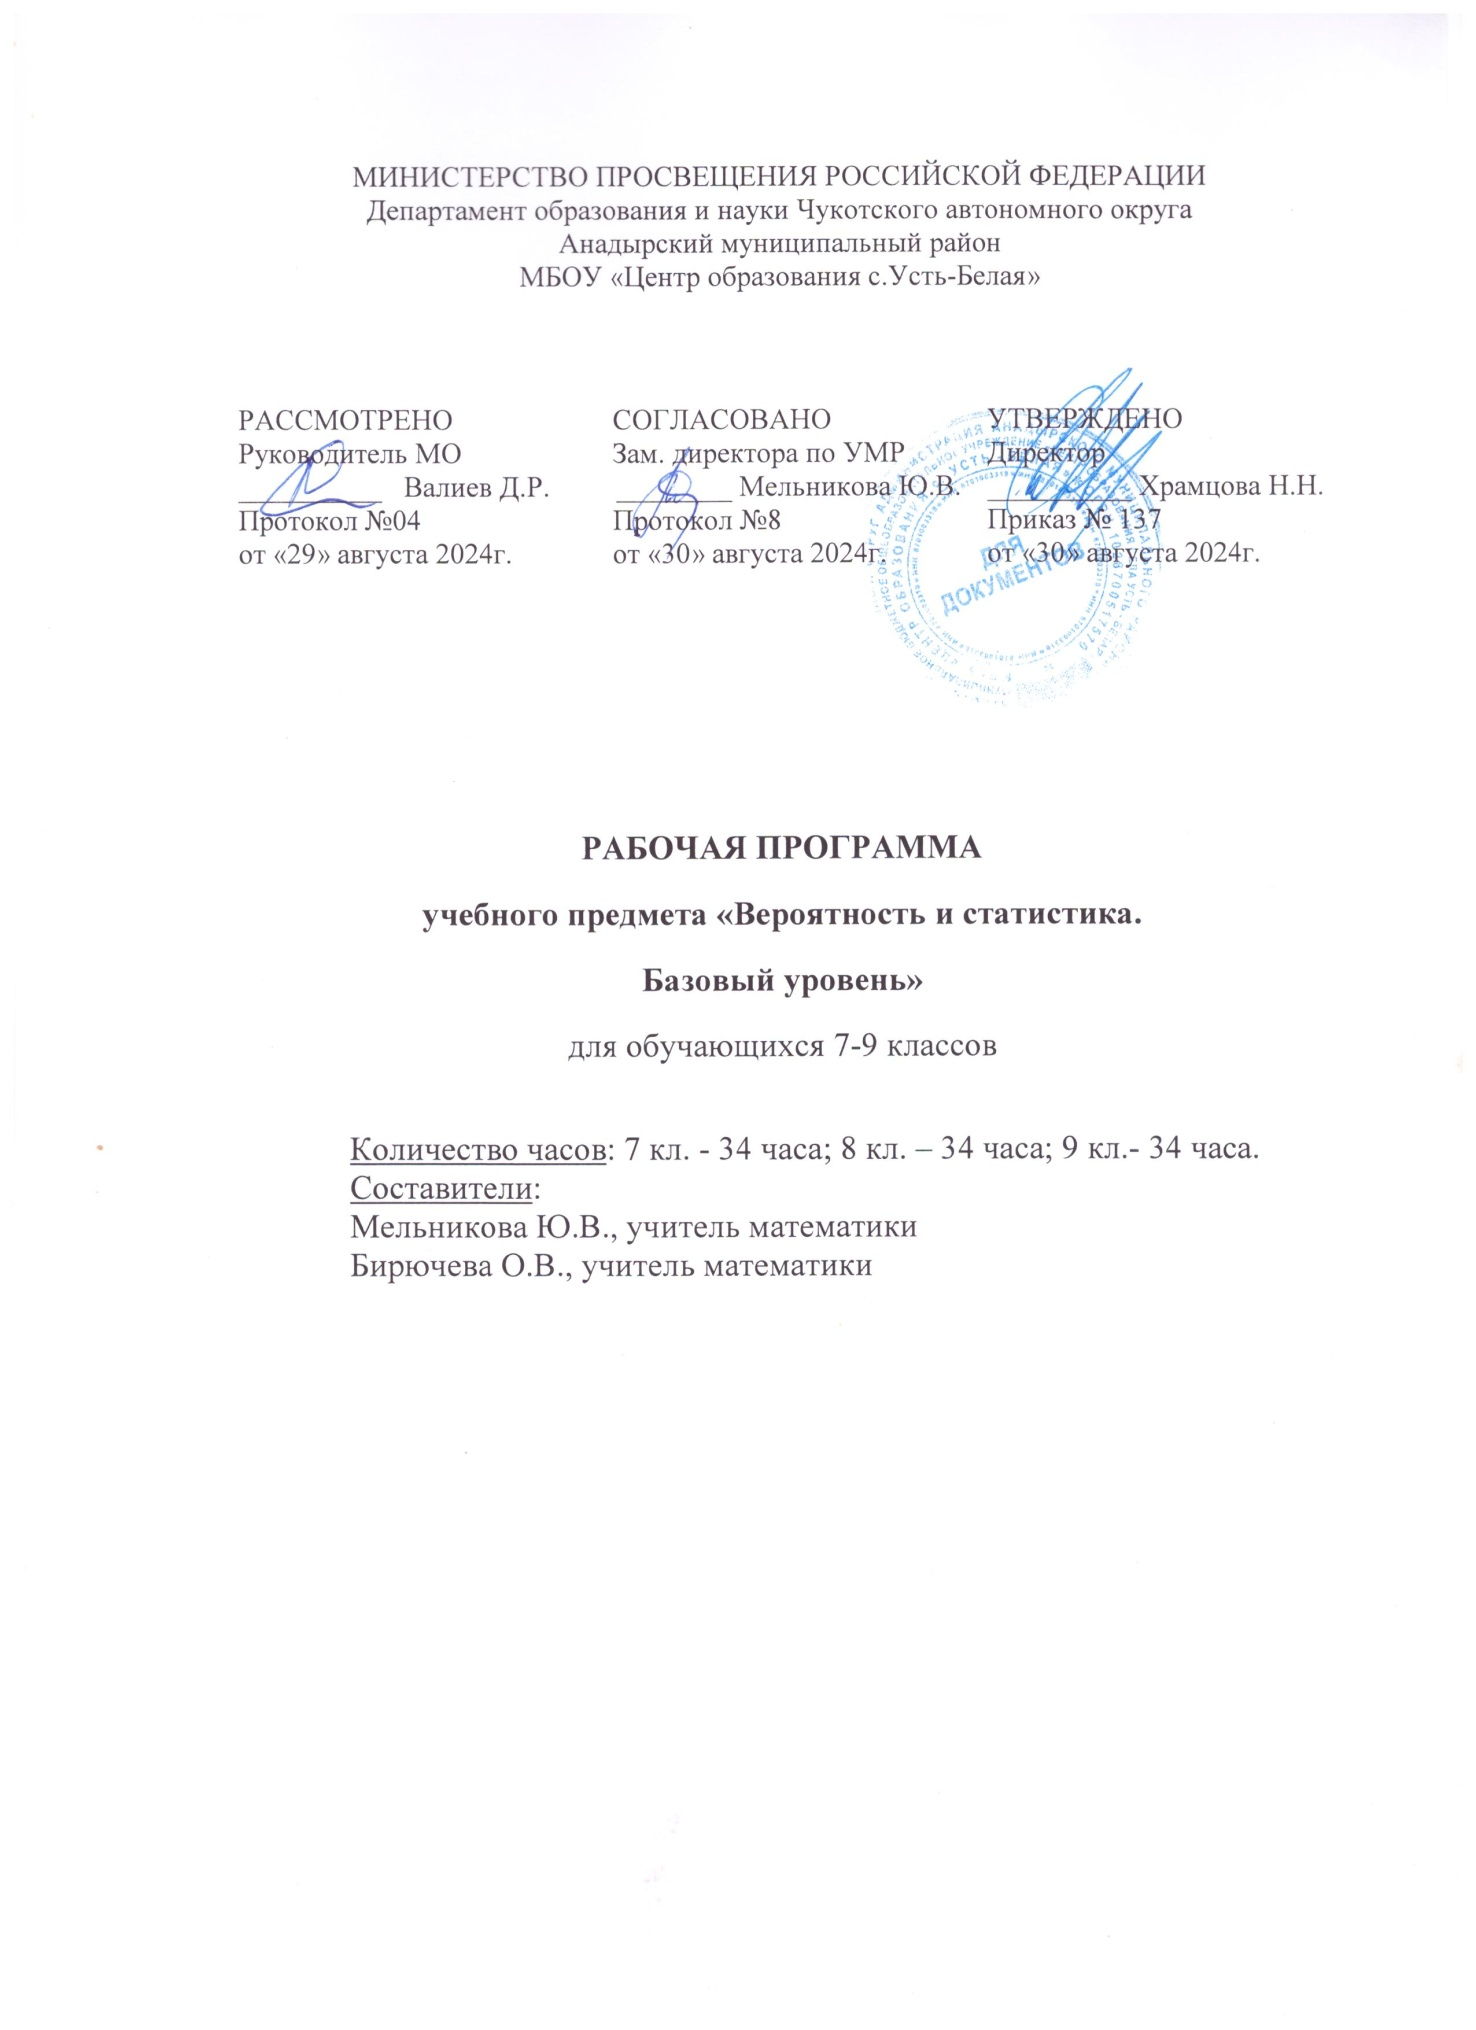 МИНИСТЕРСТВО ПРОСВЕЩЕНИЯ РОССИЙСКОЙ ФЕДЕРАЦИИ
Департамент образования и науки Чукотского автономного округа
Анадырский муниципальный район
МБОУ «Центр образования с.Усть-Белая»
РАССМОТРЕНО
Руководитель МО
__________ Валиев Д.Р.
Протокол №04
от «29» августа 2024г.
СОГЛАСОВАНО
Зам. директора по УМР
________ Мельникова Ю.В.
Протокол №8
от «30» августа 2024г.
УТВЕРЖДЕНО
Директор
__________ Храмцова Н.Н.
Приказ № 137
от «30» августа 2024г.
ДЛЯ
ДОКУМЕНТОВ
РАБОЧАЯ ПРОГРАММА
учебного предмета «Вероятность и статистика.
Базовый уровень»
для обучающихся 7-9 классов
Количество часов: 7 кл. - 34 часа; 8 кл. – 34 часа; 9 кл.- 34 часа.
Составители:
Мельникова Ю.В., учитель математики
Бирючева О.В., учитель математики